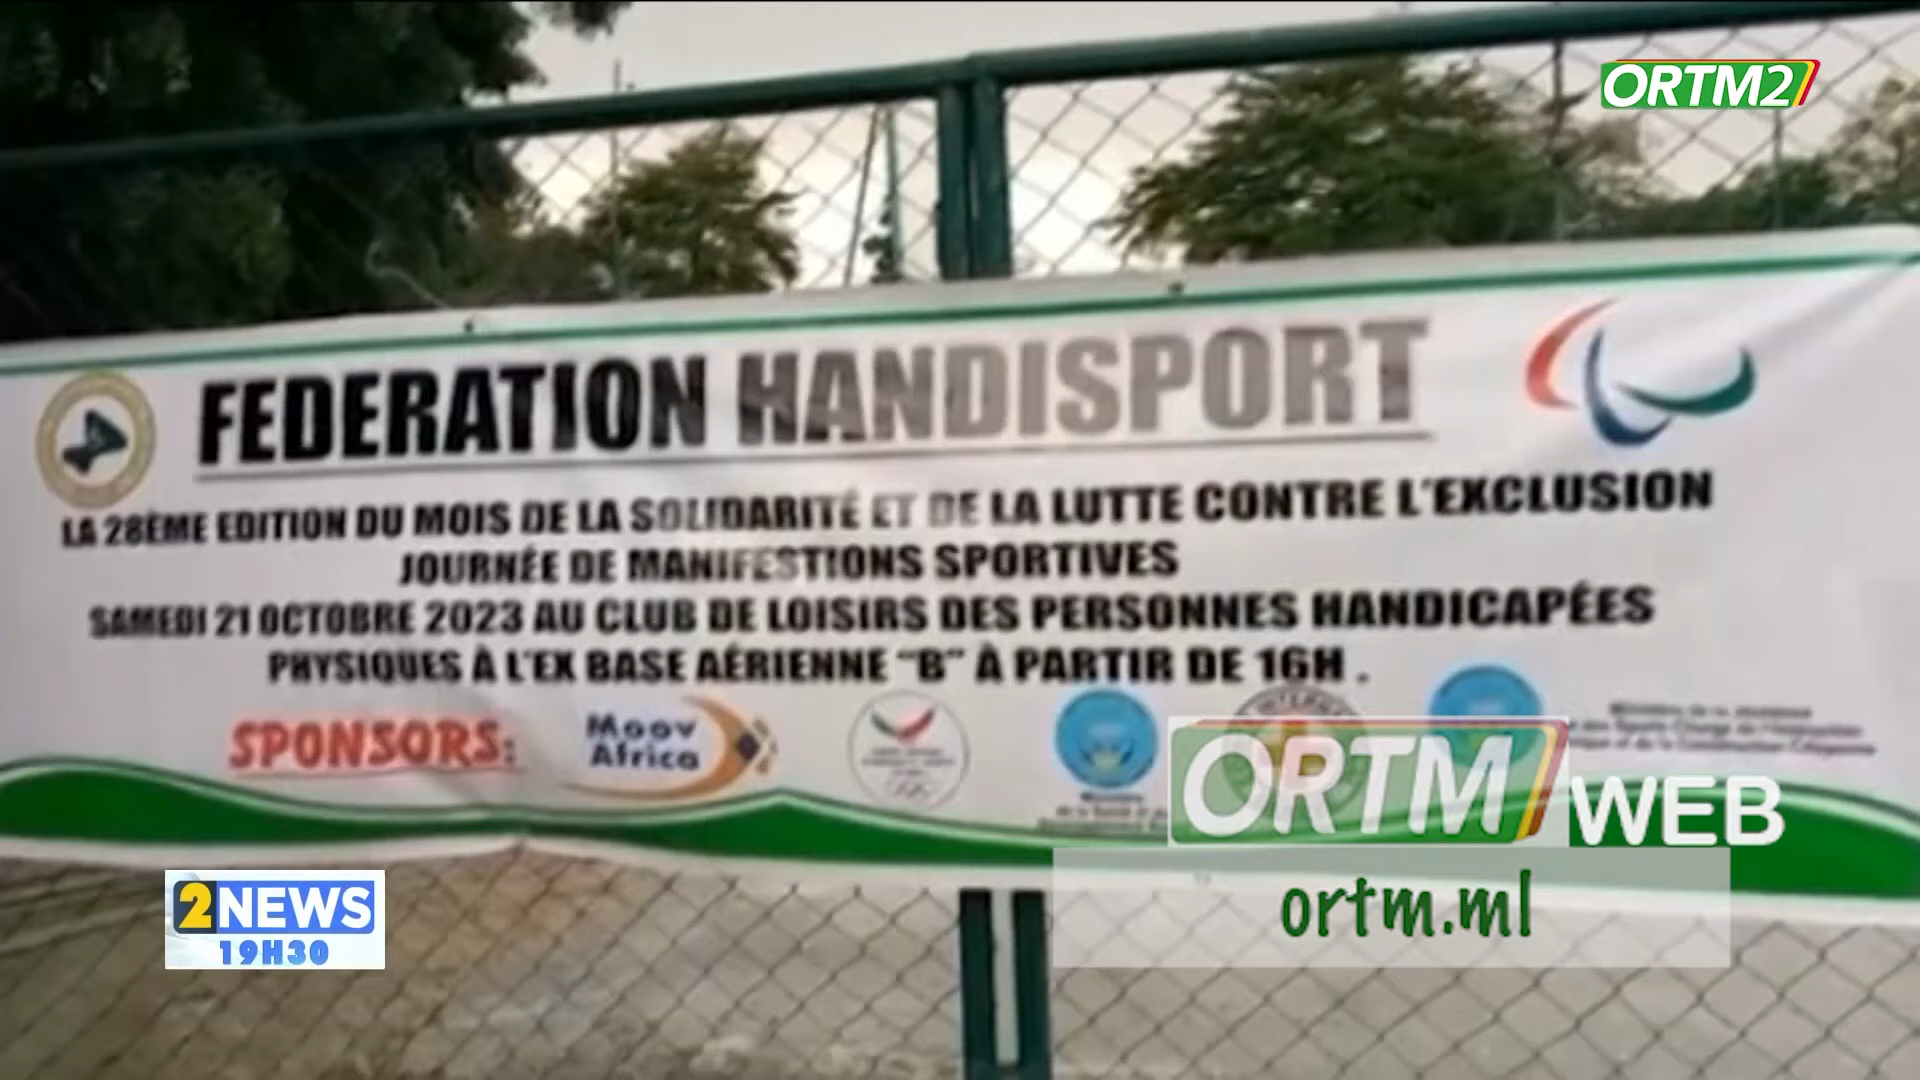 ORTM2
FEDERATION HANDISPORT
LA 28ÈME EDITION DU MOIS DE LA SOLIDARITÉ ET DE LA LUTTE CONTRE L'EXCLUSION
JOURNÉE DE MANIFESTIONS SPORTIVES
SAMEDI 21 OCTOBRE 2023 AU CLUB DE LOISIRS DES PERSONNES HANDICAPÉES
PHYSIQUES À L'EX BASE AÉRIENNE "B" À PARTIR DE 16H.
SPONSORS:
Moov
Africa
ORTM WEB
ortm.ml
2NEWS
19H30